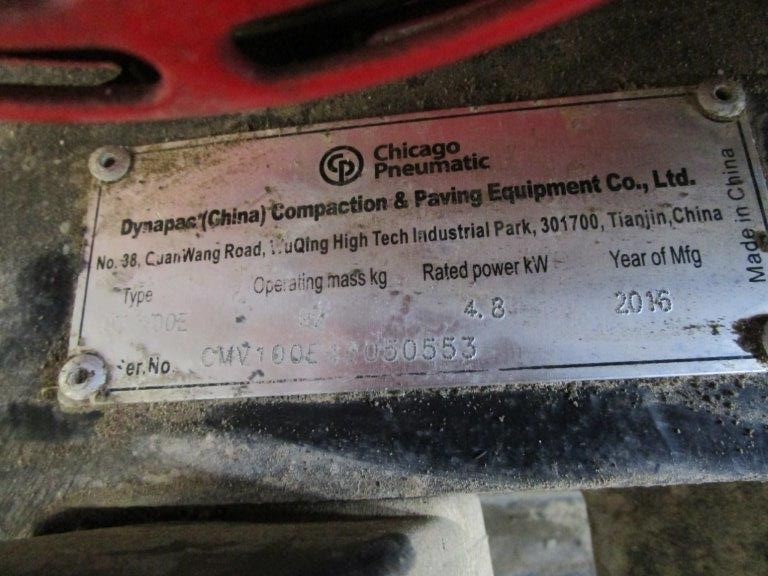 CP Chicago
Pneumatic
Dynapac (China) Compaction & Paving Equipment Co., Ltd.
No. 38, QuanWang Road, WuQing High Tech Industrial Park, 301700, Tianjin,China
Type Operating mass kg Rated power kW Year of Mfg
4.8 2016
Ser.No
Made in China